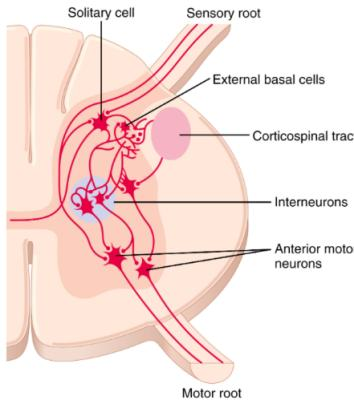 Solitary cell
Sensory root
External basal cells
Corticospinal trac
Interneurons
Anterior moto
neurons
Motor root